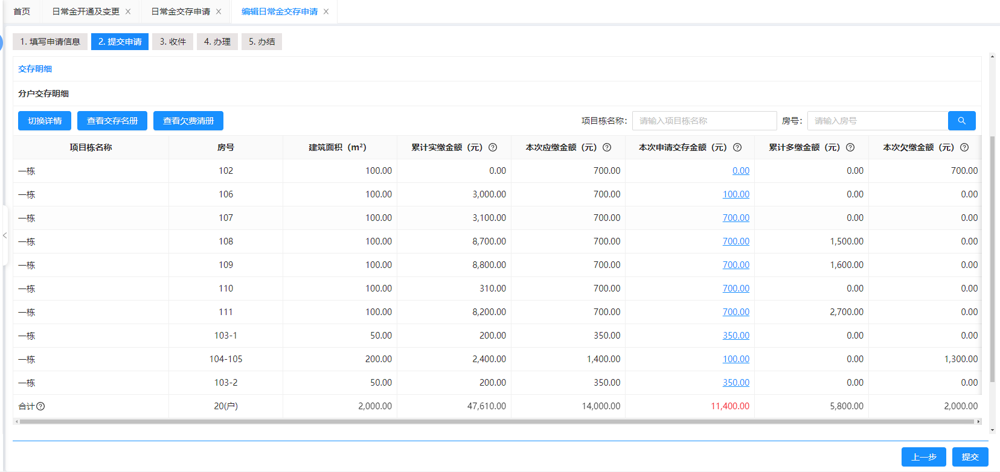 首页 日常金开通及变更 日常金交存申请 编辑日常金交存申请
1. 填写申请信息 2. 提交申请 3. 收件 4. 办理 5. 办结
交存明细
分户交存明细
切换详情 查看交存名册 查看欠费清册 项目栋名称: 请输入项目栋名称 房号: 请输入房号
项目栋名称 房号 建筑面积（m²） 累计实缴金额（元） 本次应缴金额（元） 本次申请交存金额（元） 累计多缴金额（元） 本次欠缴金额（元）
一栋 102 100.00 0.00 700.00 0.00 0.00 700.00
一栋 106 100.00 3,000.00 700.00 100.00 0.00 0.00
一栋 107 100.00 3,100.00 700.00 700.00 0.00 0.00
一栋 108 100.00 8,700.00 700.00 700.00 1,500.00 0.00
一栋 109 100.00 8,800.00 700.00 700.00 1,600.00 0.00
一栋 110 100.00 310.00 700.00 700.00 0.00 0.00
一栋 111 100.00 8,200.00 700.00 700.00 2,700.00 0.00
一栋 103-1 50.00 200.00 350.00 350.00 0.00 0.00
一栋 104-105 200.00 2,400.00 1,400.00 100.00 0.00 1,300.00
一栋 103-2 50.00 200.00 350.00 350.00 0.00 0.00
合计 20(户) 2,000.00 47,610.00 14,000.00 11,400.00 5,800.00 2,000.00
上一步 提交